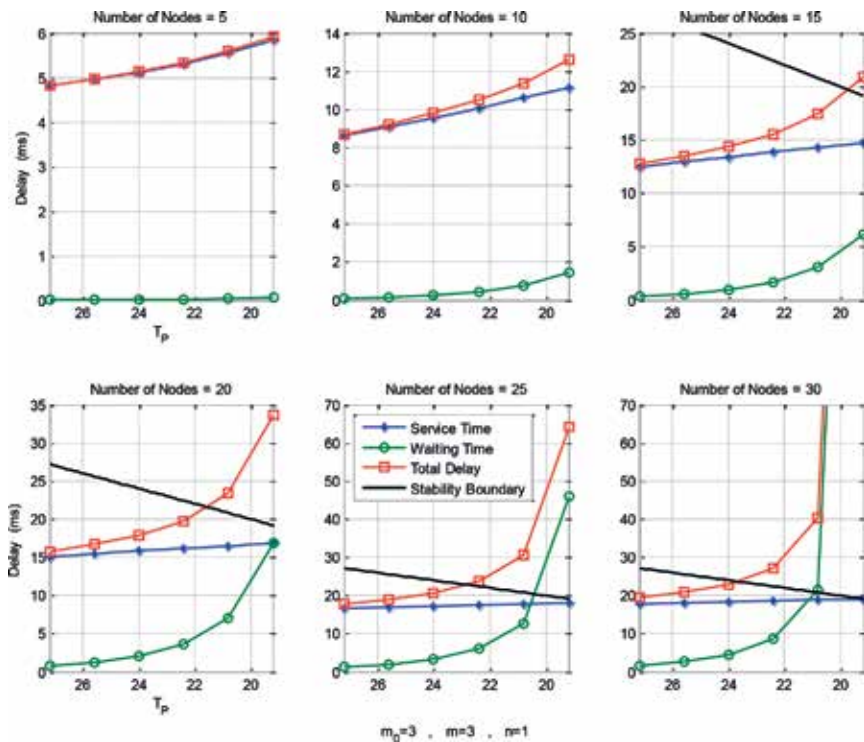 Number of Nodes = 5
Number of Nodes = 10
Number of Nodes = 15
Delay (ms)
6
5
4
3
2
1
0
26 24 22 20
T_P
14
12
10
8
6
4
2
0
26 24 22 20
25
20
15
10
5
0
26 24 22 20
Number of Nodes = 20
Number of Nodes = 25
Number of Nodes = 30
Delay (ms)
35
30
25
20
15
10
5
0
26 24 22 20
T_P
70
60
50
40
30
20
10
0
Service Time
Waiting Time
Total Delay
Stability Boundary
26 24 22 20
70
60
50
40
30
20
10
0
26 24 22 20
m_0=3 , m=3 , n=1